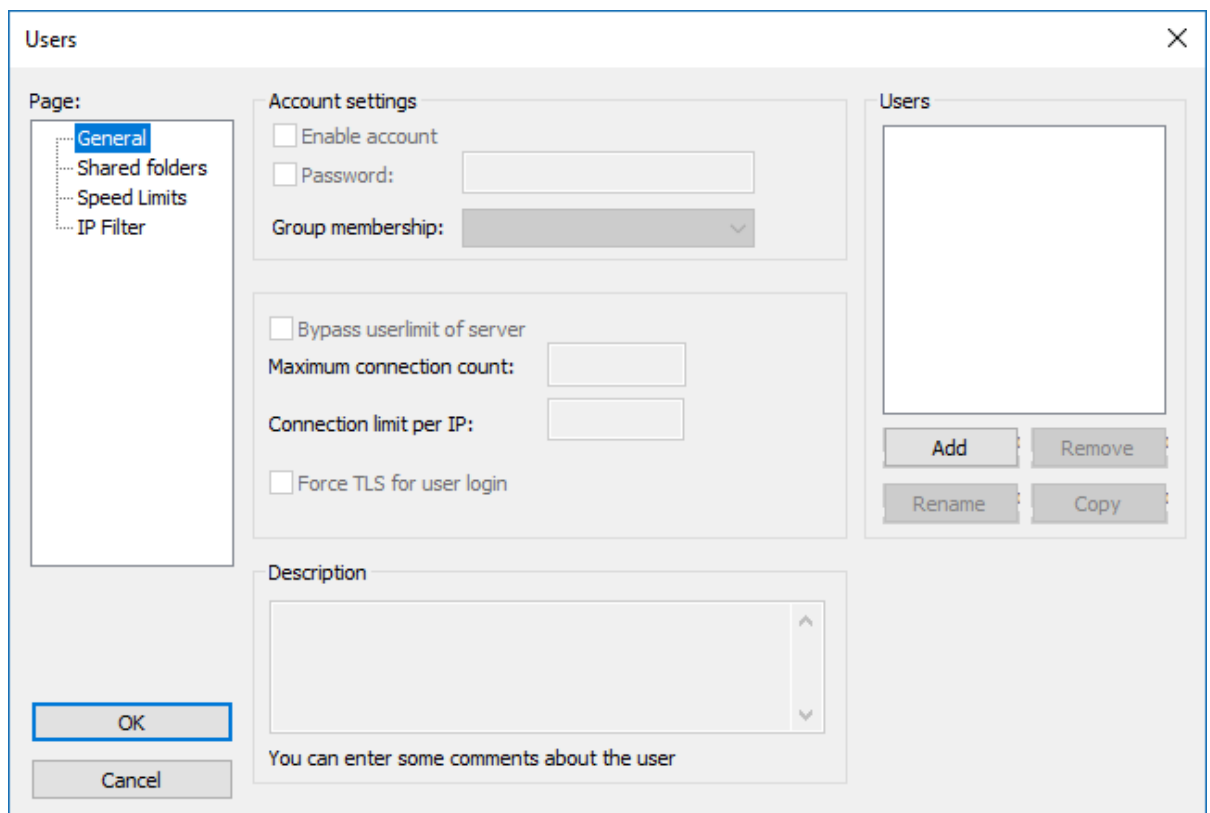 Users
Page:
General
Shared folders
Speed Limits
IP Filter
OK
Cancel
Account settings
Enable account
Password:
Group membership:
Bypass userlimit of server
Maximum connection count:
Connection limit per IP:
Force TLS for user login
Description
You can enter some comments about the user
Users
Add
Remove
Rename
Copy